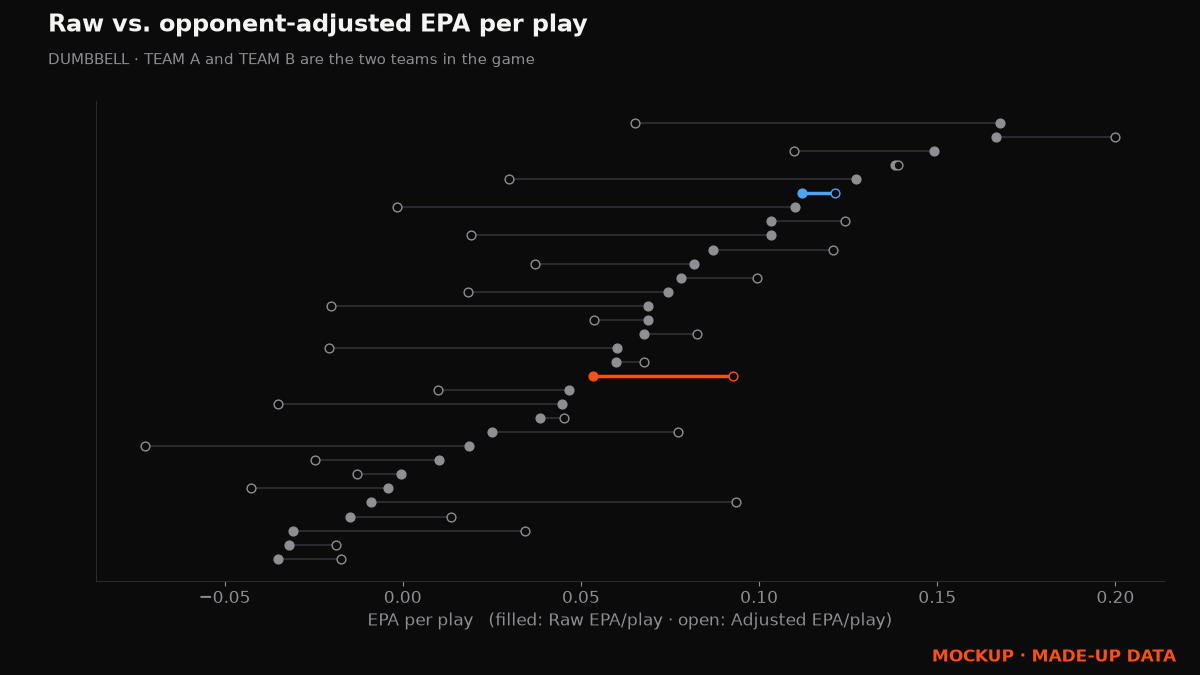 Raw vs. opponent-adjusted EPA per play
DUMBBELL · TEAM A and TEAM B are the two teams in the game
−0.05 0.00 0.05 0.10 0.15 0.20
EPA per play (filled: Raw EPA/play · open: Adjusted EPA/play)
MOCKUP · MADE-UP DATA